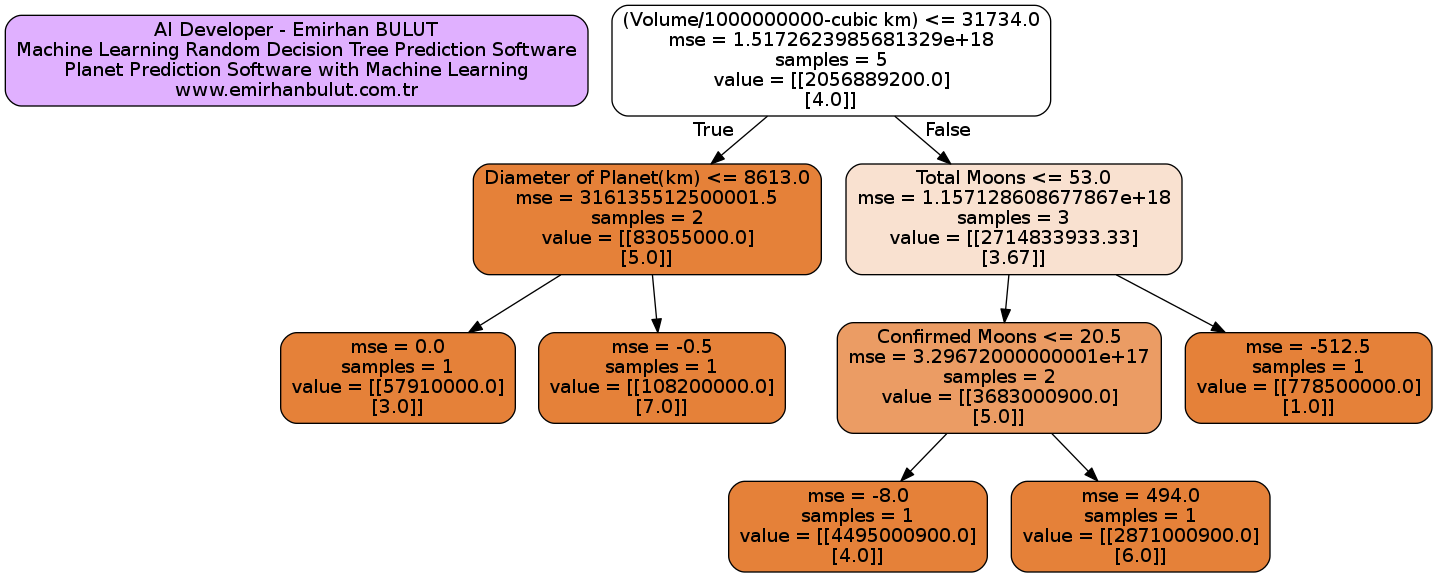 AI Developer - Emirhan BULUT
Machine Learning Random Decision Tree Prediction Software
Planet Prediction Software with Machine Learning
www.emirhanbulut.com.tr
(Volume/1000000000-cubic km) <= 31734.0
mse = 1.5172623985681329e+18
samples = 5
value = [[2056889200.0]
[4.0]]
True
False
Diameter of Planet(km) <= 8613.0
mse = 316135512500001.5
samples = 2
value = [[83055000.0]
[5.0]]
Total Moons <= 53.0
mse = 1.157128608677867e+18
samples = 3
value = [[2714833933.33]
[3.67]]
mse = 0.0
samples = 1
value = [[57910000.0]
[3.0]]
mse = -0.5
samples = 1
value = [[108200000.0]
[7.0]]
Confirmed Moons <= 20.5
mse = 3.29672000000001e+17
samples = 2
value = [[3683000900.0]
[5.0]]
mse = -512.5
samples = 1
value = [[778500000.0]
[1.0]]
mse = -8.0
samples = 1
value = [[4495000900.0]
[4.0]]
mse = 494.0
samples = 1
value = [[2871000900.0]
[6.0]]